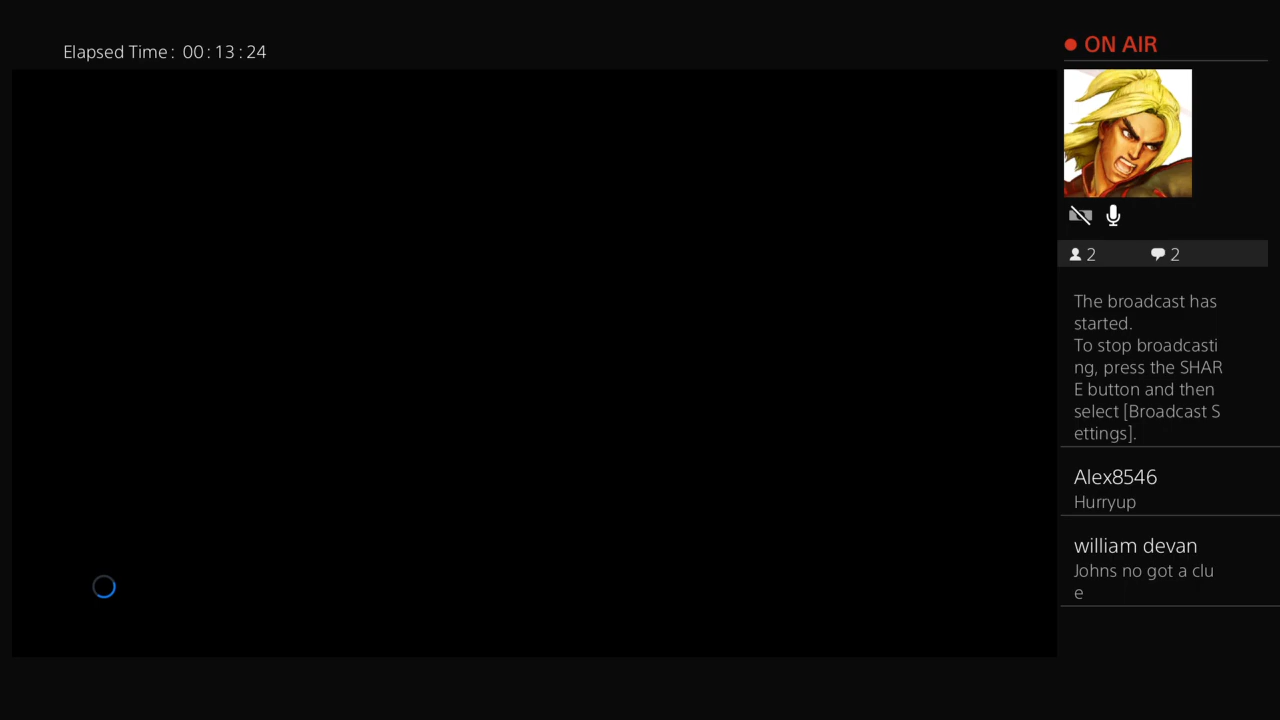 Elapsed Time: 00:13:24
ON AIR
2 2
The broadcast has
started.
To stop broadcasti
ng, press the SHAR
E button and then
select [Broadcast S
ettings].
Alex8546
Hurryup
william devan
Johns no got a clu
e